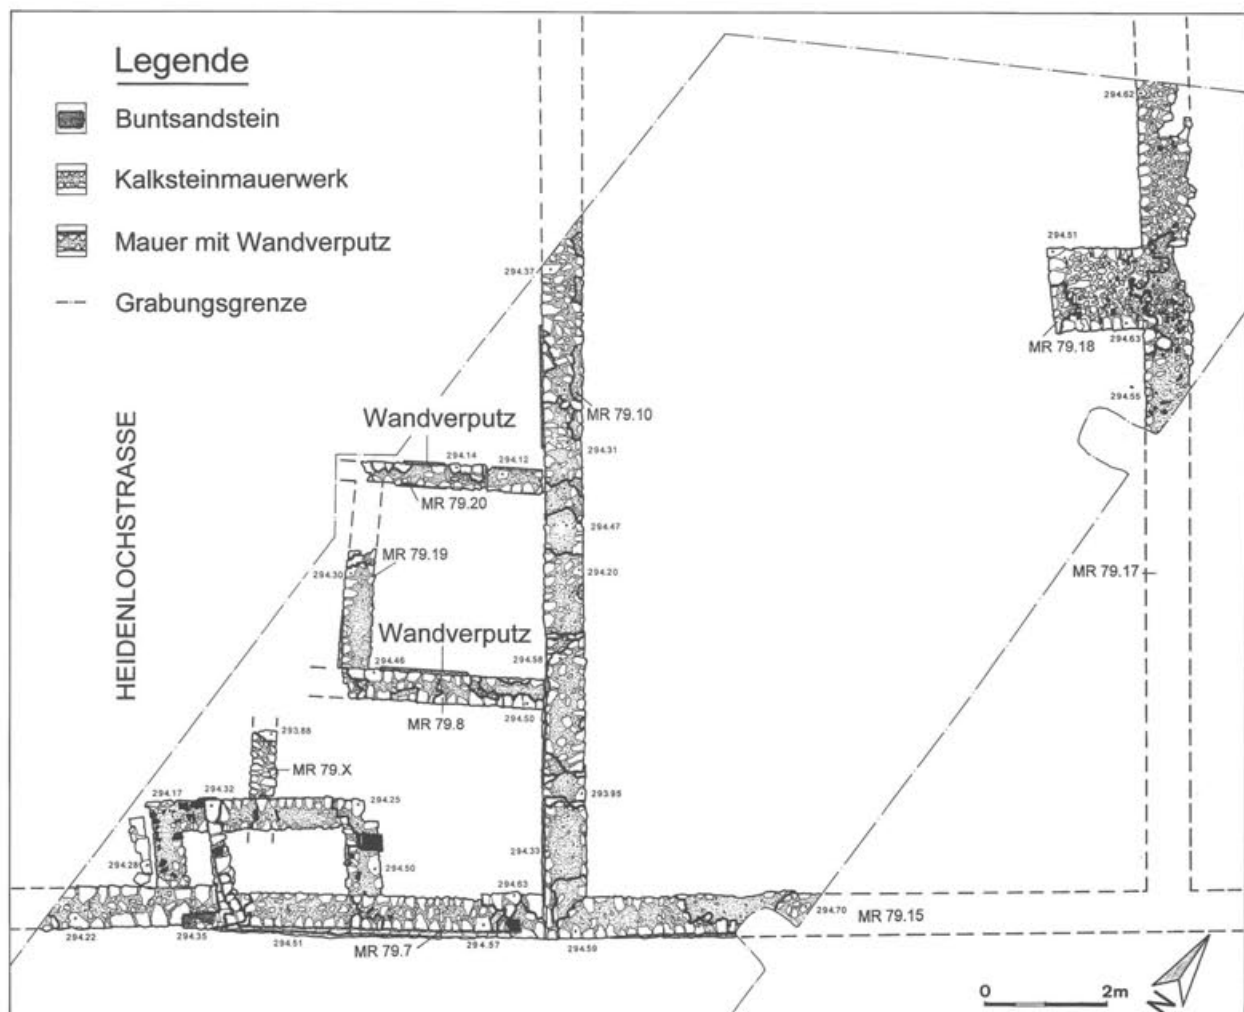 Legende
Buntsandstein
Kalksteinmauerwerk
Mauer mit Wandverputz
Grabungsgrenze
HEIDENLOCHSTRASSE
294.62
294.51
294.37
MR 79.18
294.63
294.55
MR 79.10
Wandverputz
294.14
294.12
294.31
MR 79.20
294.47
MR 79.19
294.30
294.20
MR 79.17
Wandverputz
294.46
294.58
MR 79.8
294.50
293.88
MR 79.X
294.17
294.32
294.25
293.95
294.28
294.50
294.33
294.63
294.22
294.35
294.51
MR 79.7
294.57
294.59
294.70
MR 79.15
0
2m
N